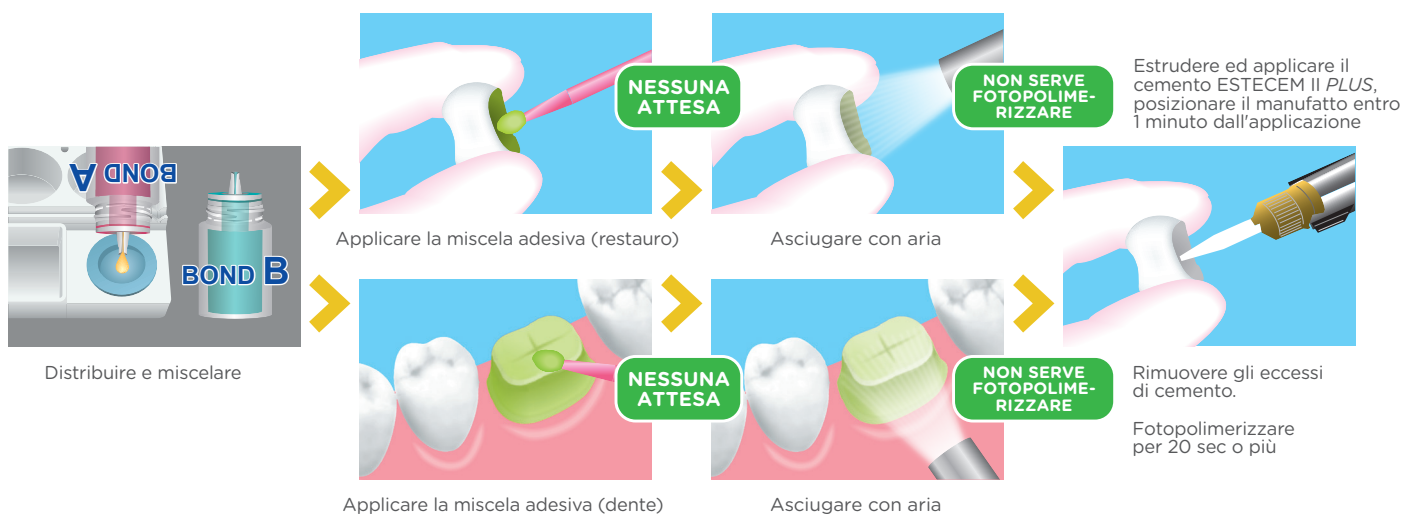 BOND A
BOND B
Distribuire e miscelare
NESSUNA
ATTESA
Applicare la miscela adesiva (restauro)
NON SERVE
FOTOPOLIME-
RIZZARE
Asciugare con aria
Estrudere ed applicare il
cemento ESTECEM II PLUS,
posizionare il manufatto entro
1 minuto dall'applicazione
NESSUNA
ATTESA
Applicare la miscela adesiva (dente)
NON SERVE
FOTOPOLIME-
RIZZARE
Asciugare con aria
Rimuovere gli eccessi
di cemento.
Fotopolimerizzare
per 20 sec o più